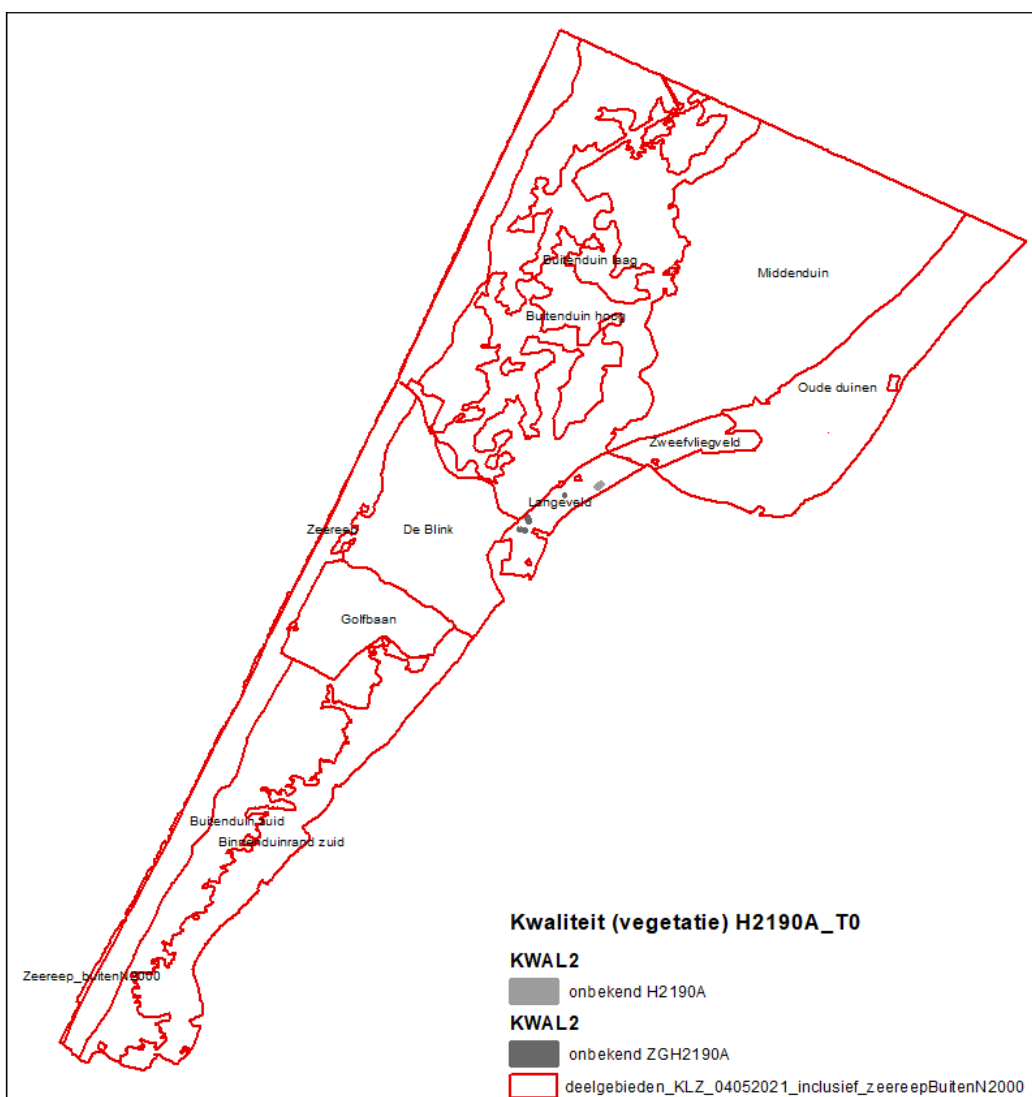 Buitenduin laag
Middenduin
Buitenduin hoog
Oude duinen
Zweefvliegveld
Langeveld
Zeereep
De Blink
Golfbaan
Buitenduin zuid
Binnenduinrand zuid
Zeereep_buitenN2000
Kwaliteit (vegetatie) H2190A_T0
KWAL2
onbekend H2190A
KWAL2
onbekend ZGH2190A
deelgebieden_KLZ_04052021_inclusief_zeereepBuitenN2000